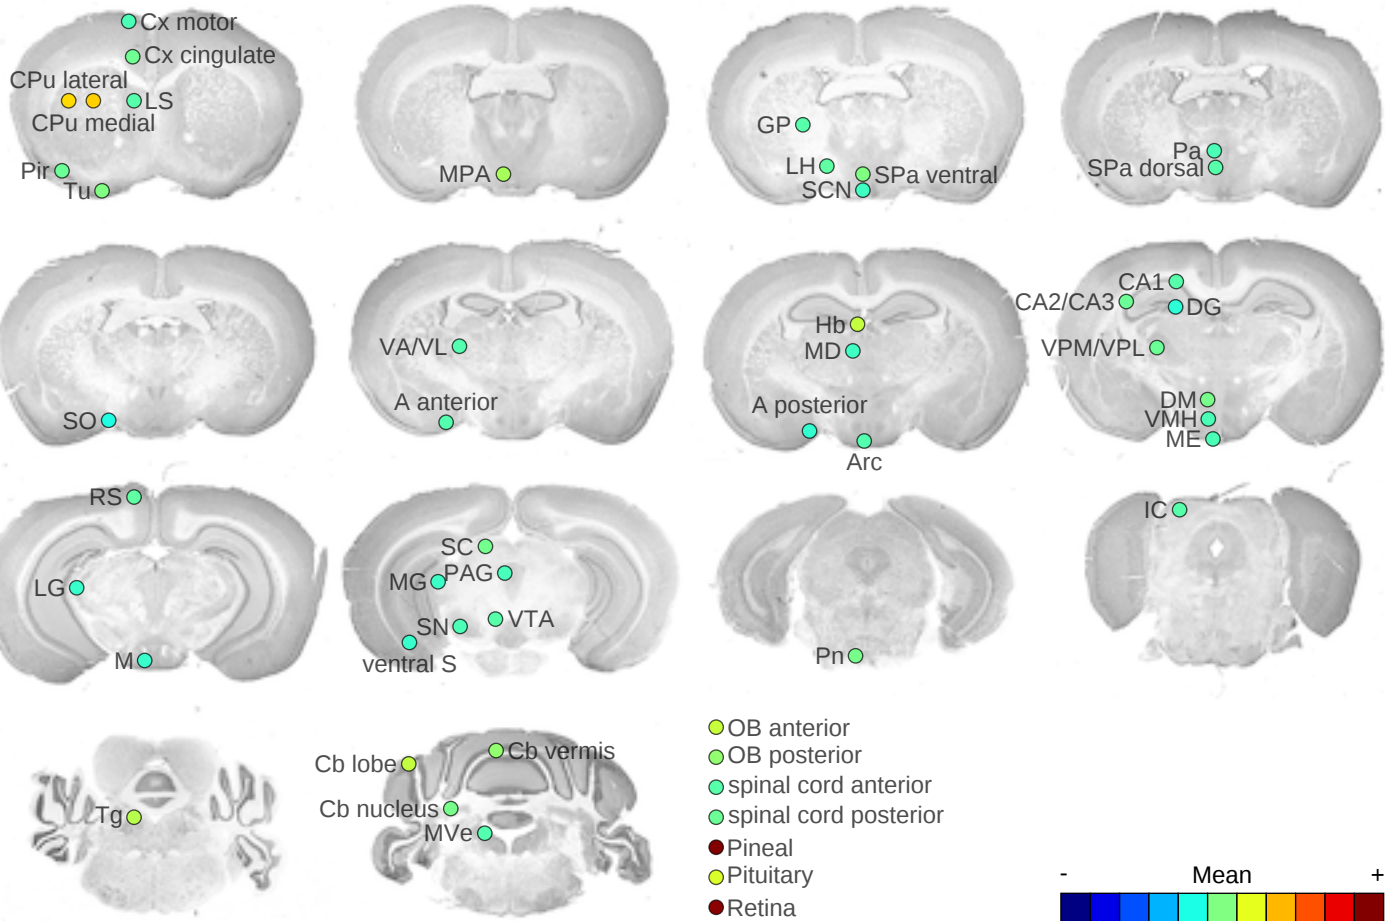 Cx motor
Cx cingulate
CPu lateral
LS
CPu medial
Pir
Tu
MPA
GP
LH
SPa ventral
SCN
Pa
SPa dorsal
SO
VA/VL
A anterior
Hb
MD
A posterior
Arc
CA1
CA2/CA3
DG
VPM/VPL
DM
VMH
ME
RS
LG
M
SC
MG
PAG
SN
VTA
ventral S
Pn
IC
Tg
Cb lobe
Cb vermis
Cb nucleus
MVe
OB anterior
OB posterior
spinal cord anterior
spinal cord posterior
Pineal
Pituitary
Retina
- Mean +